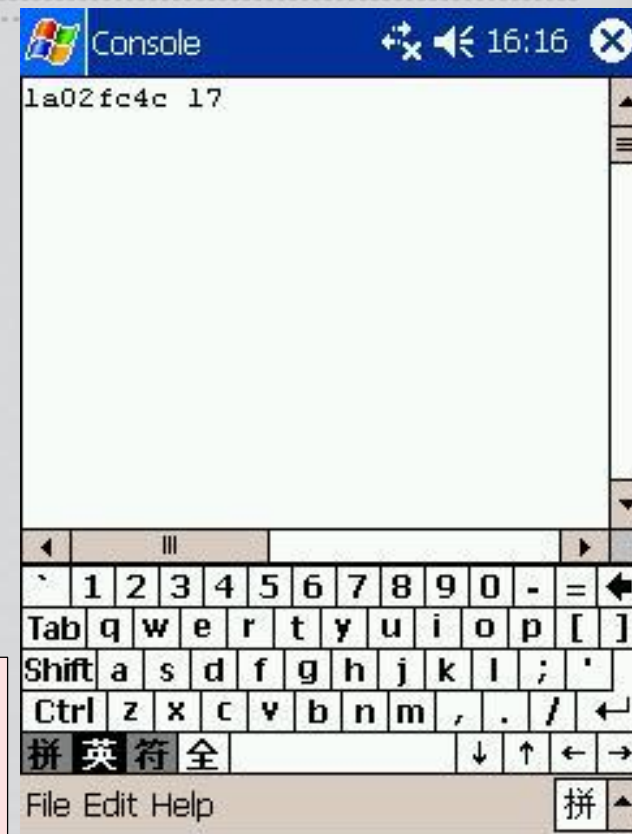 Console 16:16
1a02fc4c 17
` 1 2 3 4 5 6 7 8 9 0 - =
Tab q w e r t y u i o p [ ]
Shift a s d f g h j k l ; '
Ctrl z x c v b n m , . /
拼 英 符 全 ↓ ↑ ← →
File Edit Help 拼